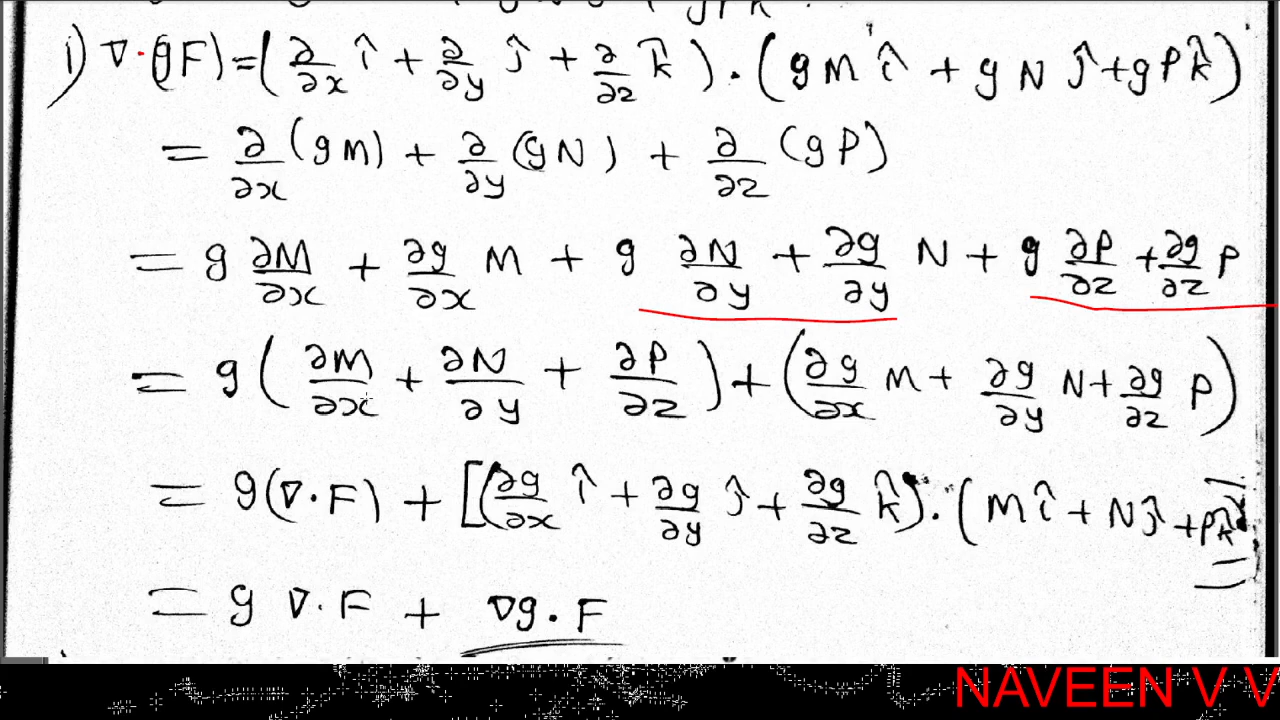 i) ∇·(gF) = (∂/∂x î + ∂/∂y ĵ + ∂/∂z k̂) · (gM î + gN ĵ + gP k̂)
= ∂/∂x (gM) + ∂/∂y (gN) + ∂/∂z (gP)
= g ∂M/∂x + ∂g/∂x M + g ∂N/∂y + ∂g/∂y N + g ∂P/∂z + ∂g/∂z P
= g (∂M/∂x + ∂N/∂y + ∂P/∂z) + (∂g/∂x M + ∂g/∂y N + ∂g/∂z P)
= g(∇·F) + [(∂g/∂x î + ∂g/∂y ĵ + ∂g/∂z k̂) · (M î + N ĵ + P k̂)]
= g ∇·F + ∇g · F
NAVEEN V V